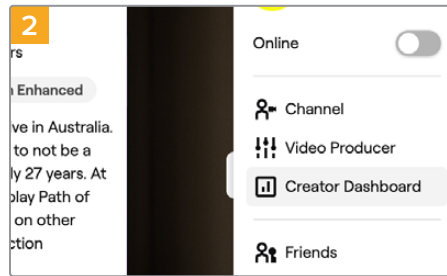 2
rs
Enhanced
ve in Australia.
to not be a
ly 27 years. At
play Path of
on other
ction
Online
Channel
Video Producer
Creator Dashboard
Friends